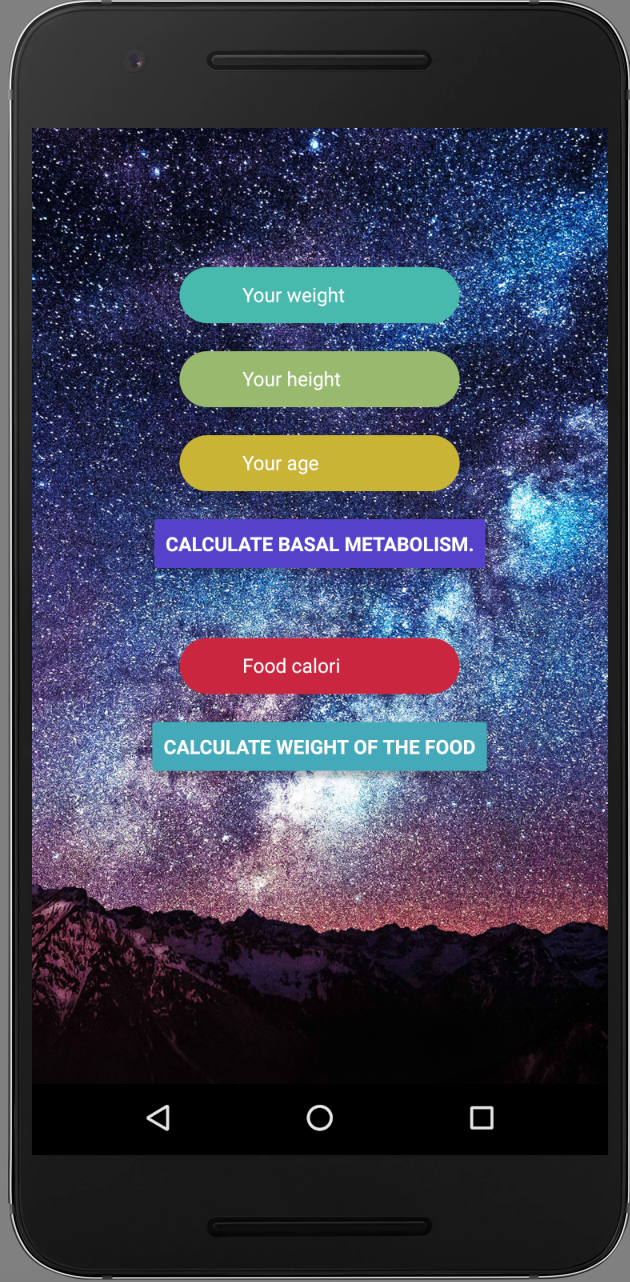 Your weight
Your height
Your age
CALCULATE BASAL METABOLISM.
Food calori
CALCULATE WEIGHT OF THE FOOD